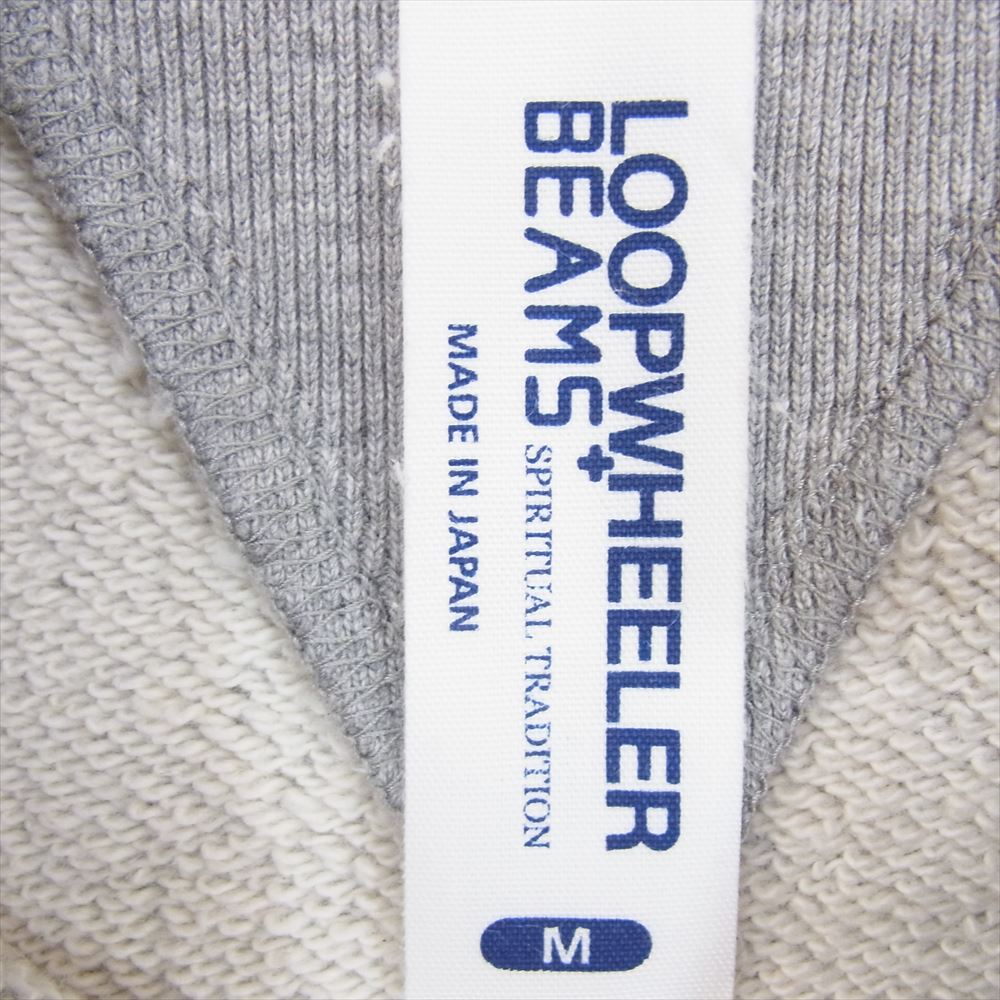 LOOPWHEELER
+
BEAMS SPIRITUAL TRADITION
MADE IN JAPAN
M